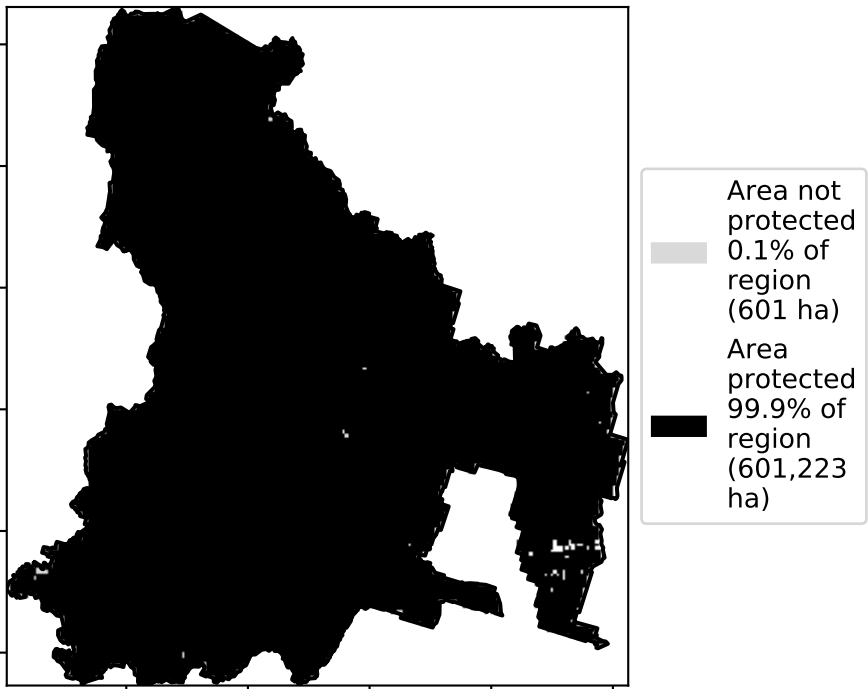 Area not
protected
0.1% of
region
(601 ha)
Area
protected
99.9% of
region
(601,223
ha)